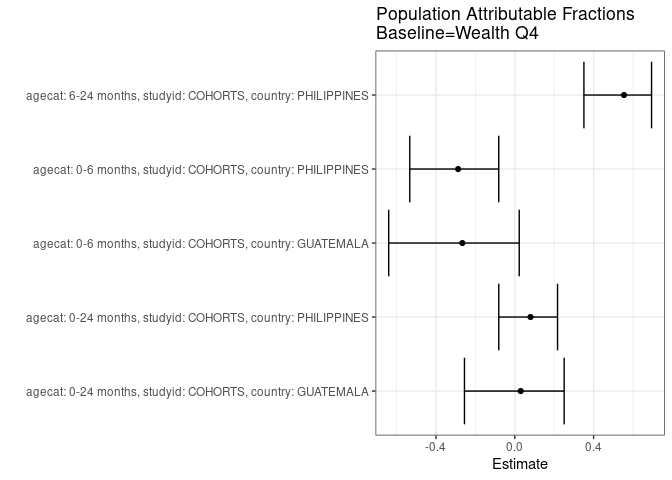 Population Attributable Fractions
Baseline=Wealth Q4
agecat: 6-24 months, studyid: COHORTS, country: PHILIPPINES
agecat: 0-6 months, studyid: COHORTS, country: PHILIPPINES
agecat: 0-6 months, studyid: COHORTS, country: GUATEMALA
agecat: 0-24 months, studyid: COHORTS, country: PHILIPPINES
agecat: 0-24 months, studyid: COHORTS, country: GUATEMALA
-0.4 0.0 0.4
Estimate